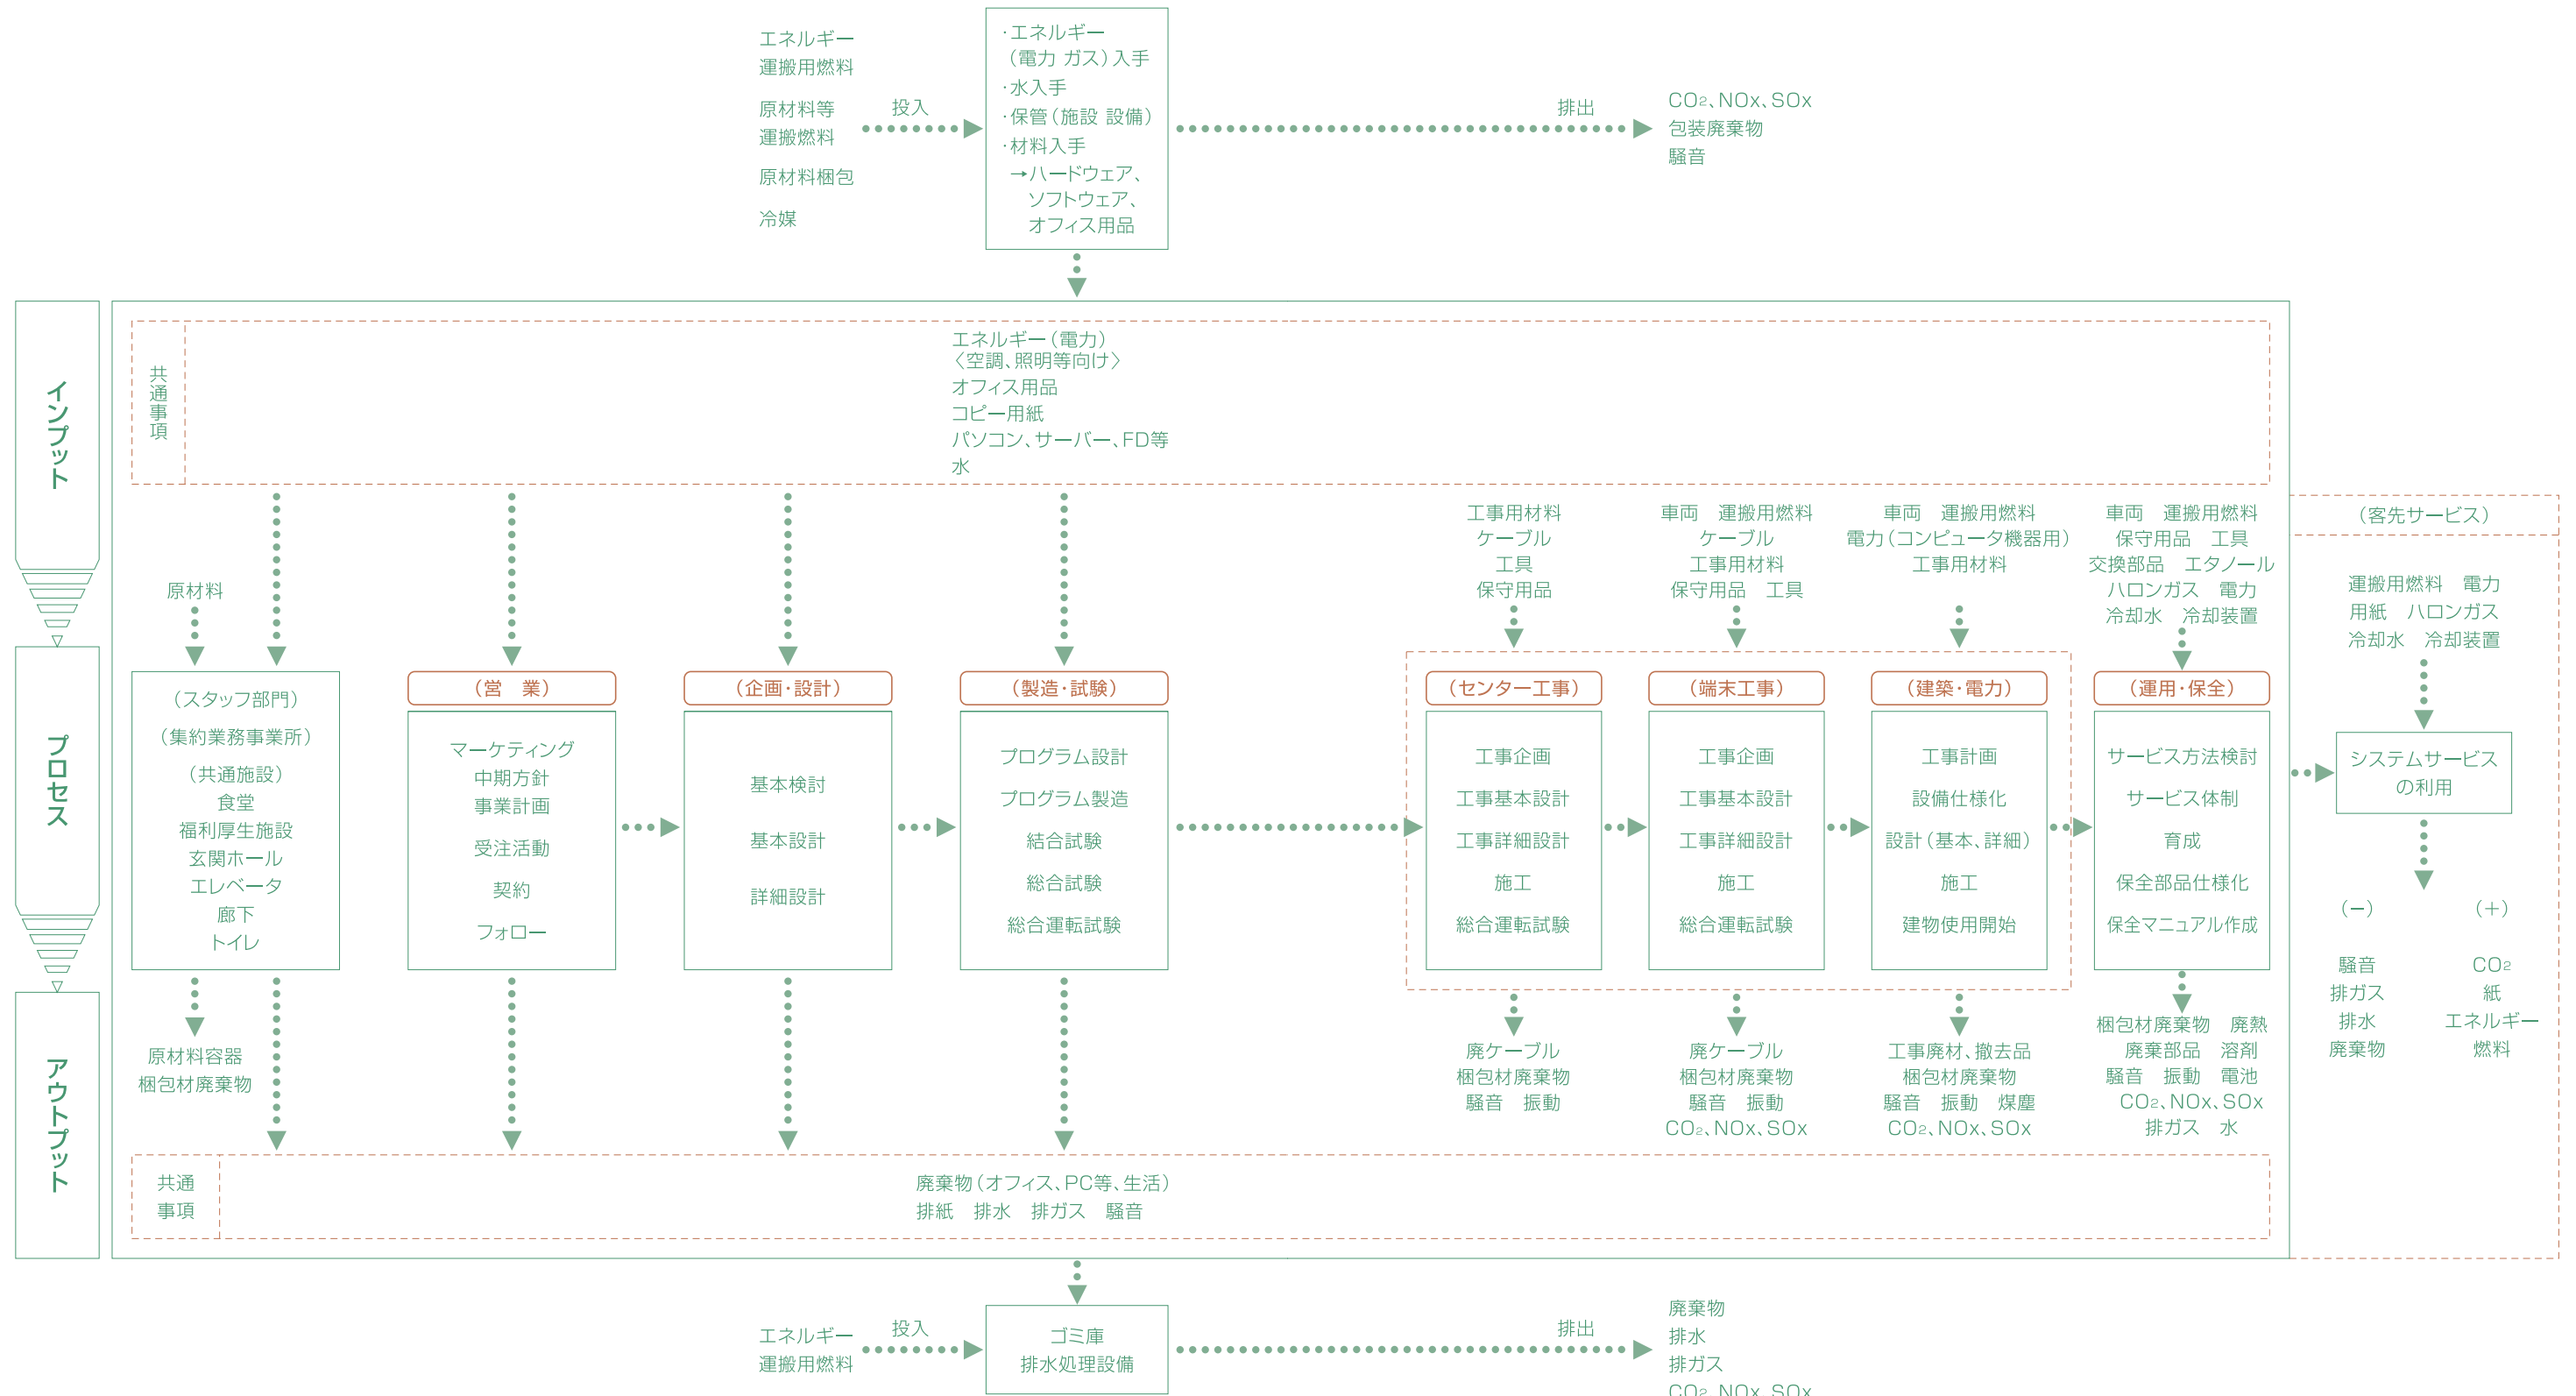 エネルギー
運搬用燃料
原材料等
運搬燃料
原材料梱包
冷媒
投入
・エネルギー
（電力 ガス）入手
・水入手
・保管（施設 設備）
・材料入手
→ハードウェア、
ソフトウェア、
オフィス用品
排出
CO₂、NOx、SOx
包装廃棄物
騒音
インプット
共通事項
エネルギー（電力）
〈空調、照明等向け〉
オフィス用品
コピー用紙
パソコン、サーバー、FD等
水
原材料
工事用材料
ケーブル
工具
保守用品
車両　運搬用燃料
ケーブル
工事用材料
保守用品　工具
車両　運搬用燃料
電力（コンピュータ機器用）
工事用材料
車両　運搬用燃料
保守用品　工具
交換部品　エタノール
ハロンガス　電力
冷却水　冷却装置
（客先サービス）
運搬用燃料　電力
用紙　ハロンガス
冷却水　冷却装置
プロセス
（スタッフ部門）
（集約業務事業所）
（共通施設）
食堂
福利厚生施設
玄関ホール
エレベータ
廊下
トイレ
（営　業）
マーケティング
中期方針
事業計画
受注活動
契約
フォロー
（企画・設計）
基本検討
基本設計
詳細設計
（製造・試験）
プログラム設計
プログラム製造
結合試験
総合試験
総合運転試験
（センター工事）
工事企画
工事基本設計
工事詳細設計
施工
総合運転試験
（端末工事）
工事企画
工事基本設計
工事詳細設計
施工
総合運転試験
（建築・電力）
工事計画
設備仕様化
設計（基本、詳細）
施工
建物使用開始
（運用・保全）
サービス方法検討
サービス体制
育成
保全部品仕様化
保全マニュアル作成
システムサービス
の利用
（−）
騒音
排ガス
排水
廃棄物
（＋）
CO₂
紙
エネルギー
燃料
アウトプット
原材料容器
梱包材廃棄物
廃ケーブル
梱包材廃棄物
騒音　振動
廃ケーブル
梱包材廃棄物
騒音　振動
CO₂、NOx、SOx
工事廃材、撤去品
梱包材廃棄物
騒音　振動　煤塵
CO₂、NOx、SOx
梱包材廃棄物　廃熱
廃棄部品　溶剤
騒音　振動　電池
CO₂、NOx、SOx
排ガス　水
共通
事項
廃棄物（オフィス、PC等、生活）
排紙　排水　排ガス　騒音
エネルギー
運搬用燃料
投入
ゴミ庫
排水処理設備
排出
廃棄物
排水
排ガス
CO₂、NOx、SOx